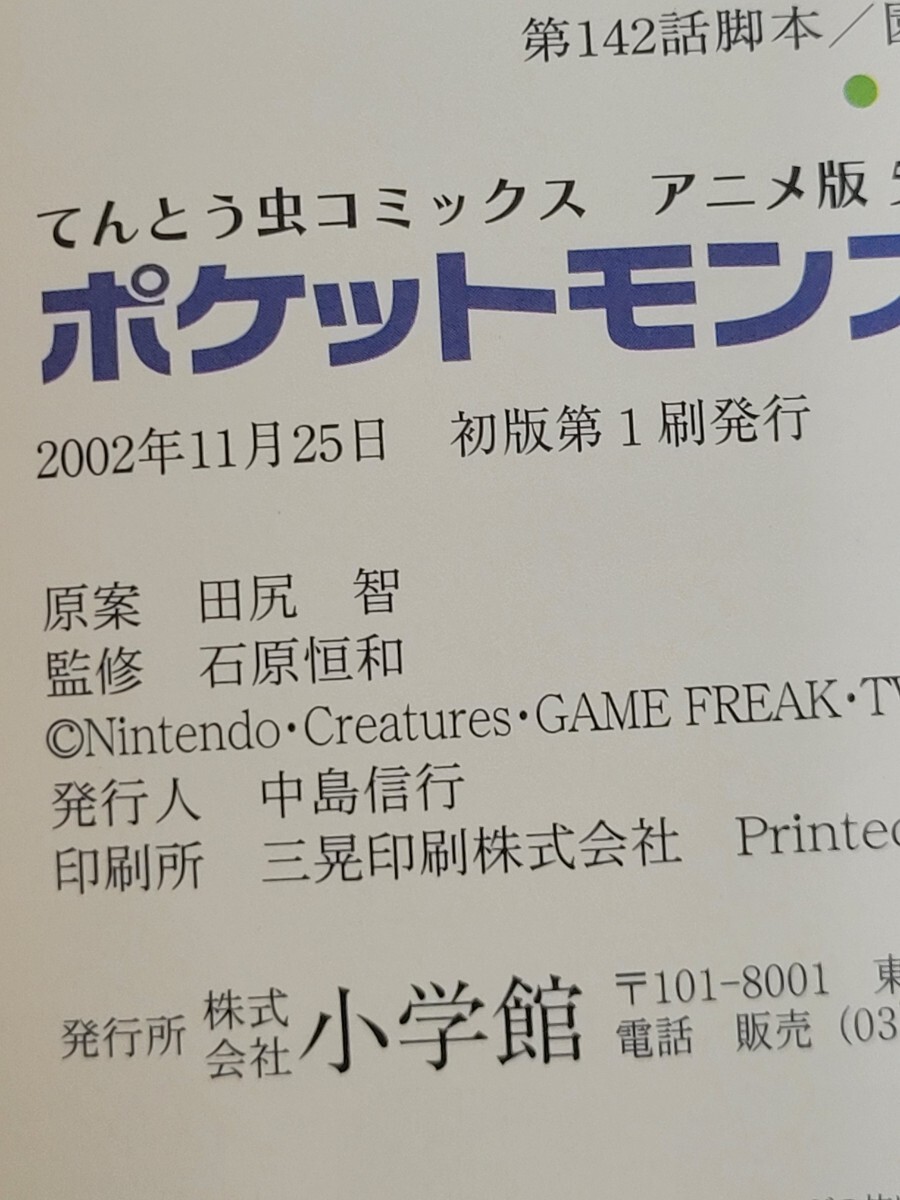 第142話脚本／園
てんとう虫コミックス　アニメ版
ポケットモンス
2002年11月25日　初版第1刷発行
原案　田尻　智
監修　石原恒和
©Nintendo・Creatures・GAME FREAK・TV
発行人　中島信行
印刷所　三晃印刷株式会社　Printed
発行所 株式会社 小学館
〒101-8001　東
電話　販売（03